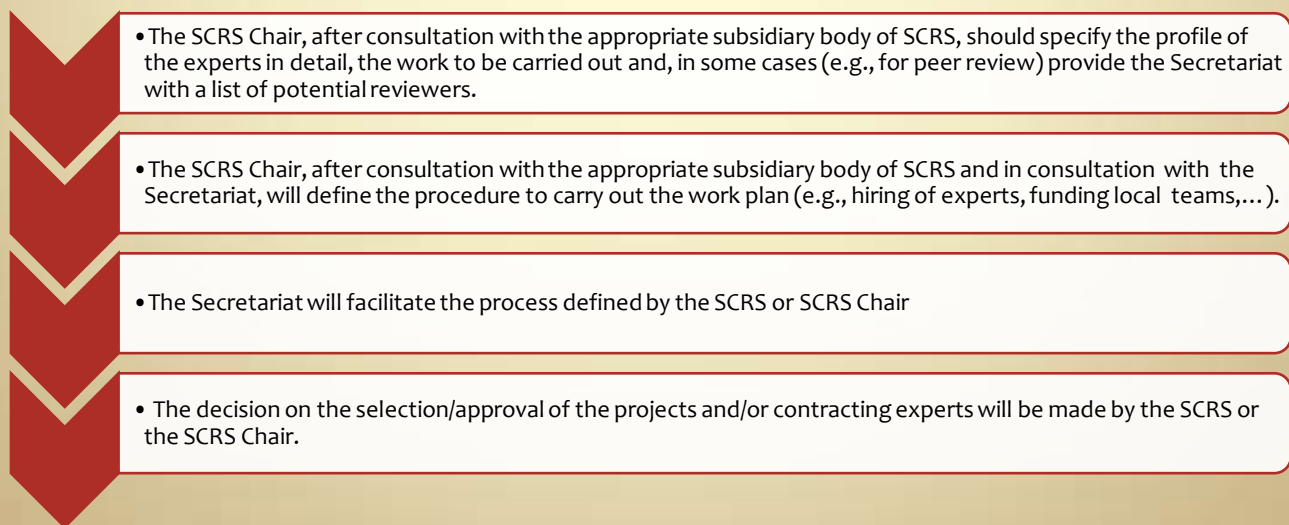 •The SCRS Chair, after consultation with the appropriate subsidiary body of SCRS, should specify the profile of
the experts in detail, the work to be carried out and, in some cases (e.g., for peer review) provide the Secretariat
with a list of potential reviewers.
•The SCRS Chair, after consultation with the appropriate subsidiary body of SCRS and in consultation with the
Secretariat, will define the procedure to carry out the work plan (e.g., hiring of experts, funding local teams,…).
•The Secretariat will facilitate the process defined by the SCRS or SCRS Chair
• The decision on the selection/approval of the projects and/or contracting experts will be made by the SCRS or
the SCRS Chair.